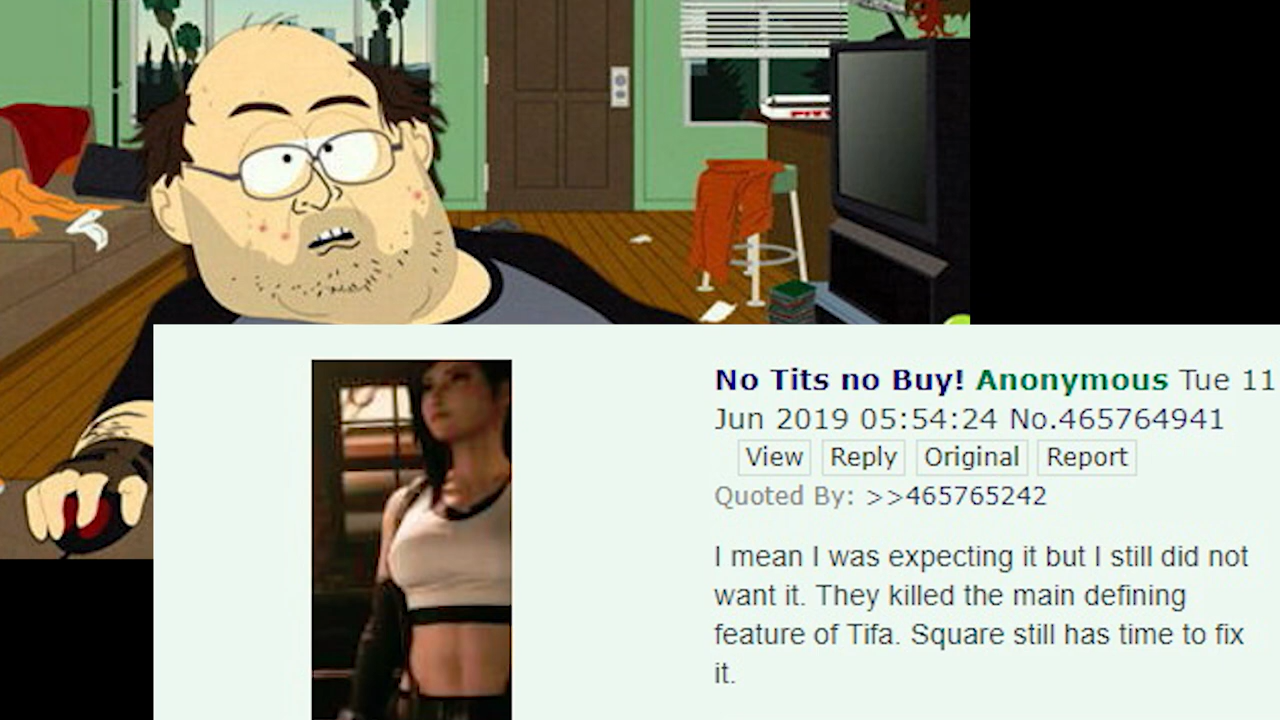 No Tits no Buy! Anonymous Tue 11
Jun 2019 05:54:24 No.465764941
View Reply Original Report
Quoted By: >>465765242
I mean I was expecting it but I still did not
want it. They killed the main defining
feature of Tifa. Square still has time to fix
it.